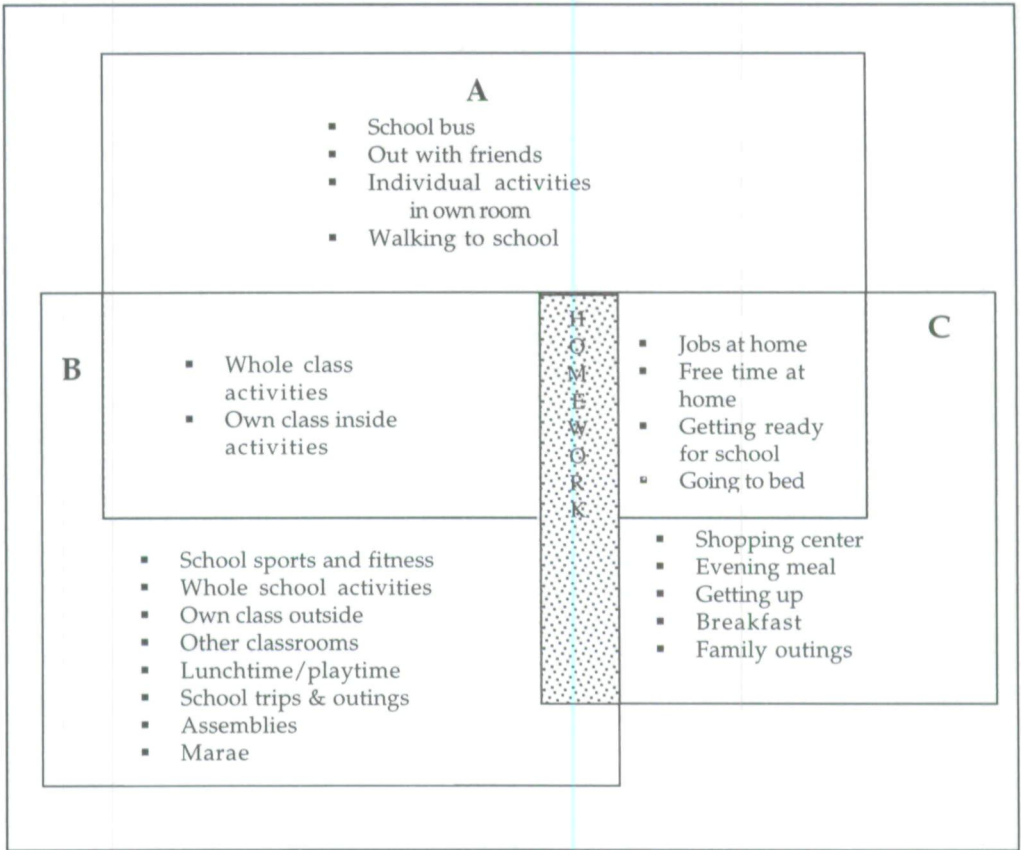 A
▪ School bus
▪ Out with friends
▪ Individual activities
in own room
▪ Walking to school
B
▪ Whole class
activities
▪ Own class inside
activities
H
O
M
E
W
O
R
K
C
▪ Jobs at home
▪ Free time at
home
▪ Getting ready
for school
▪ Going to bed
▪ School sports and fitness
▪ Whole school activities
▪ Own class outside
▪ Other classrooms
▪ Lunchtime/playtime
▪ School trips & outings
▪ Assemblies
▪ Marae
▪ Shopping center
▪ Evening meal
▪ Getting up
▪ Breakfast
▪ Family outings